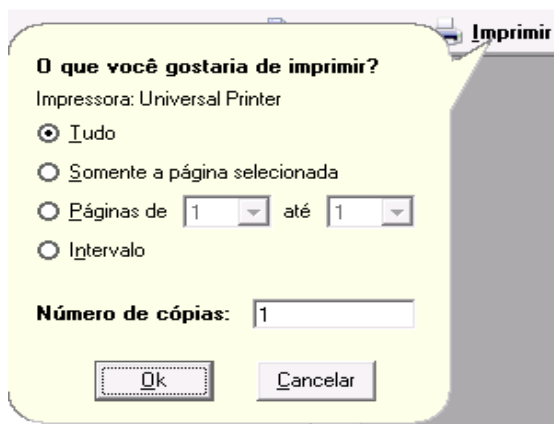 Imprimir
O que você gostaria de imprimir?
Impressora: Universal Printer
Tudo
Somente a página selecionada
Páginas de 1 até 1
Intervalo
Número de cópias: 1
Ok Cancelar